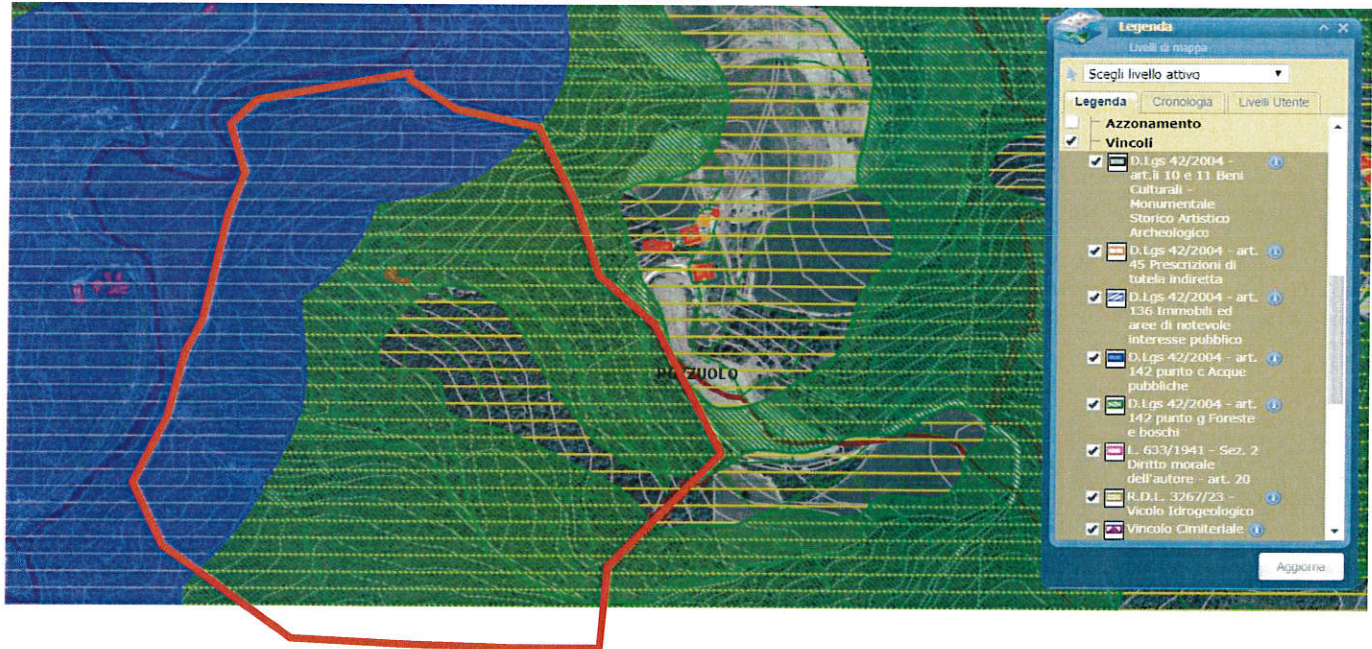 Legenda
Livelli di mappa
Scegli livello attivo
Legenda Cronologia Livelli Utente
Azzonamento
Vincoli
D.Lgs 42/2004 -
art.li 10 e 11 Beni
Culturali -
Monumentale
Storico Artistico
Archeologico
D.Lgs 42/2004 - art.
45 Prescrizioni di
tutela indiretta
D.Lgs 42/2004 - art.
136 Immobili ed
aree di notevole
interesse pubblico
D.Lgs 42/2004 - art.
142 punto c Acque
pubbliche
D.Lgs 42/2004 - art.
142 punto g Foreste
e boschi
L. 633/1941 - Sez. 2
Diritto morale
dell'autore - art. 20
R.D.L. 3267/23 -
Vicolo Idrogeologico
Vincolo Cimiteriale
Aggiorna